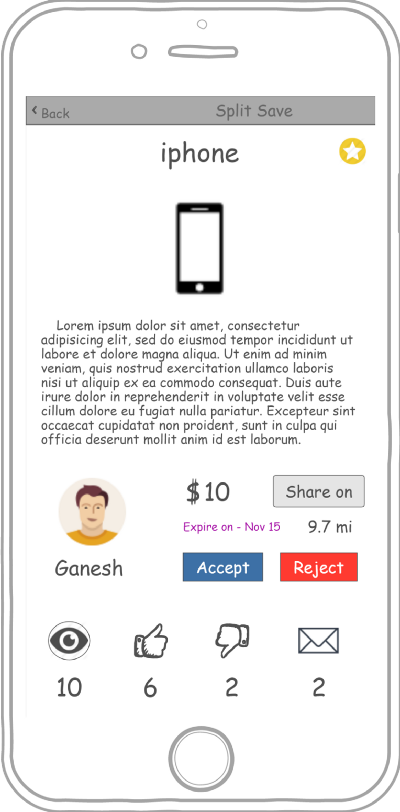 Back
Split Save
iphone
Lorem ipsum dolor sit amet, consectetur
adipisicing elit, sed do eiusmod tempor incididunt ut
labore et dolore magna aliqua. Ut enim ad minim
veniam, quis nostrud exercitation ullamco laboris
nisi ut aliquip ex ea commodo consequat. Duis aute
irure dolor in reprehenderit in voluptate velit esse
cillum dolore eu fugiat nulla pariatur. Excepteur sint
occaecat cupidatat non proident, sunt in culpa qui
officia deserunt mollit anim id est laborum.
$10
Share on
Expire on - Nov 15
9.7 mi
Ganesh
Accept
Reject
10
6
2
2